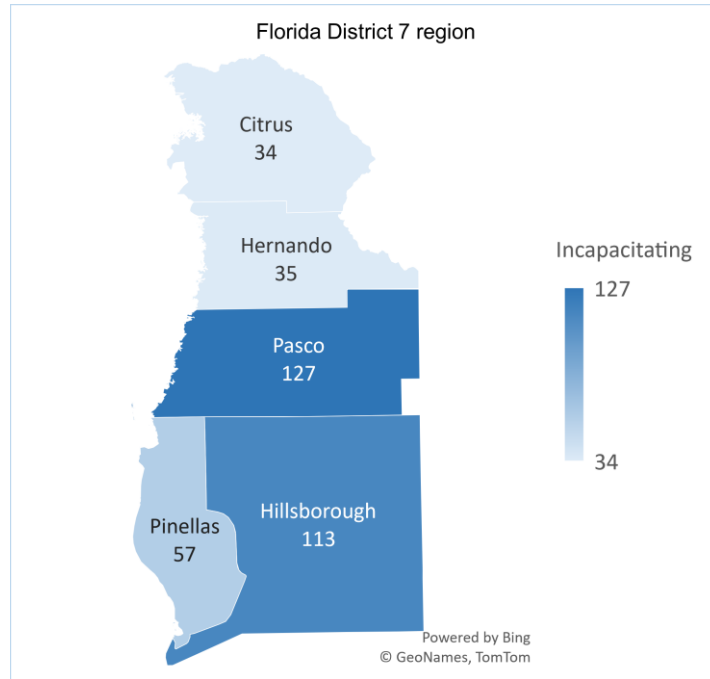 Florida District 7 region
Citrus
34
Hernando
35
Incapacitating
127
34
Pasco
127
Pinellas
57
Hillsborough
113
Powered by Bing
© GeoNames, TomTom